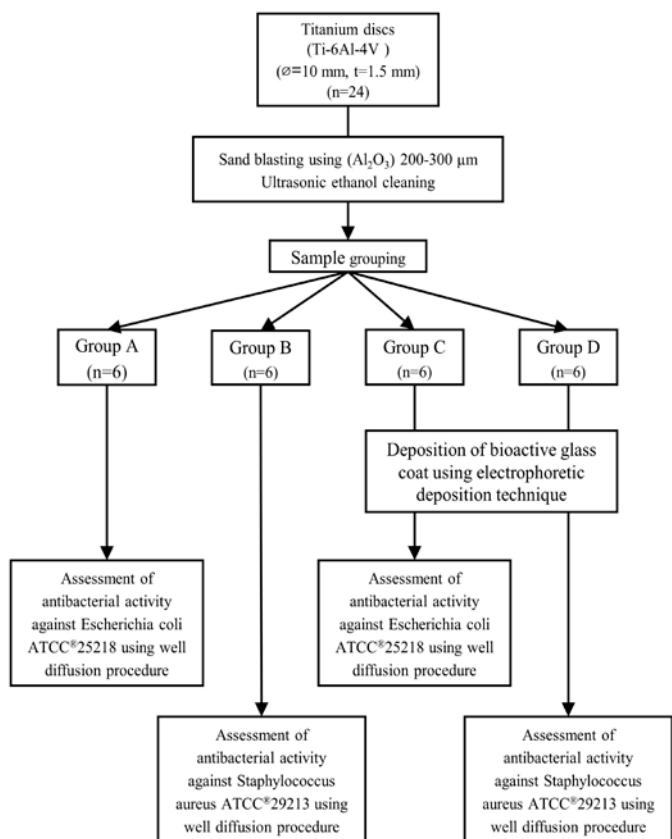 Titanium discs
(Ti-6Al-4V )
(⌀=10 mm, t=1.5 mm)
(n=24)
Sand blasting using (Al₂O₃) 200-300 µm
Ultrasonic ethanol cleaning
Sample grouping
Group A
(n=6)
Group B
(n=6)
Group C
(n=6)
Group D
(n=6)
Deposition of bioactive glass
coat using electrophoretic
deposition technique
Assessment of
antibacterial activity
against Escherichia coli
ATCC®25218 using well
diffusion procedure
Assessment of
antibacterial activity
against Escherichia coli
ATCC®25218 using well
diffusion procedure
Assessment of
antibacterial activity
against Staphylococcus
aureus ATCC®29213 using
well diffusion procedure
Assessment of
antibacterial activity
against Staphylococcus
aureus ATCC®29213 using
well diffusion procedure